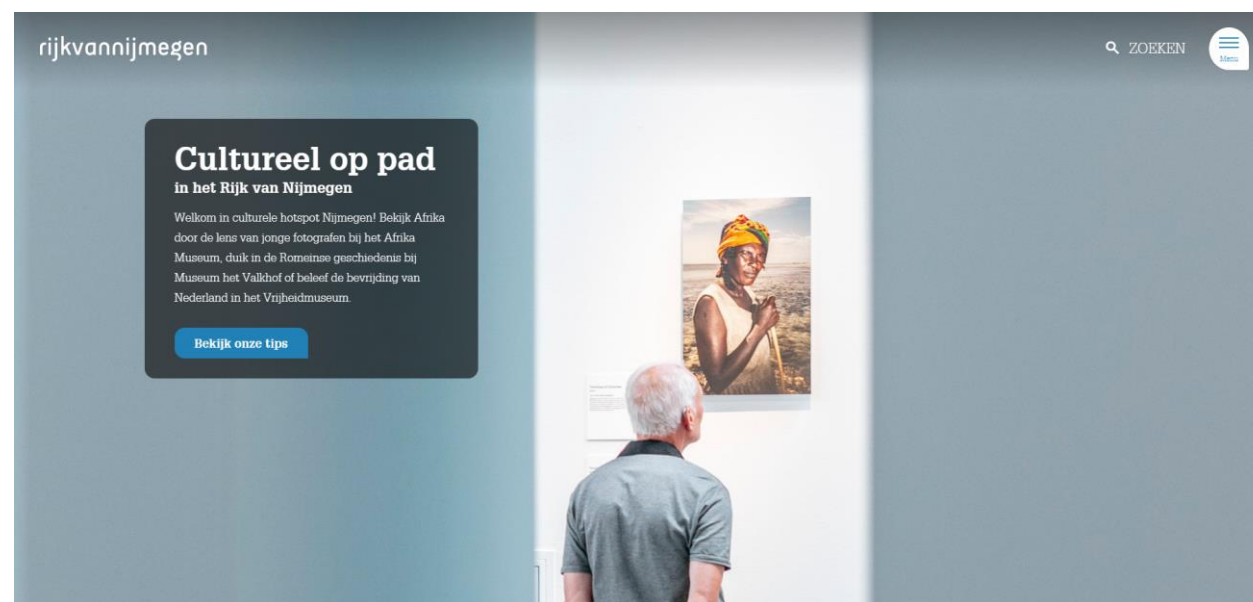 rijkvannijmegen
ZOEKEN
Menu
Cultureel op pad
in het Rijk van Nijmegen
Welkom in culturele hotspot Nijmegen! Bekijk Afrika
door de lens van jonge fotografen bij het Afrika
Museum, duik in de Romeinse geschiedenis bij
Museum het Valkhof of beleef de bevrijding van
Nederland in het Vrijheidmuseum.
Bekijk onze tips